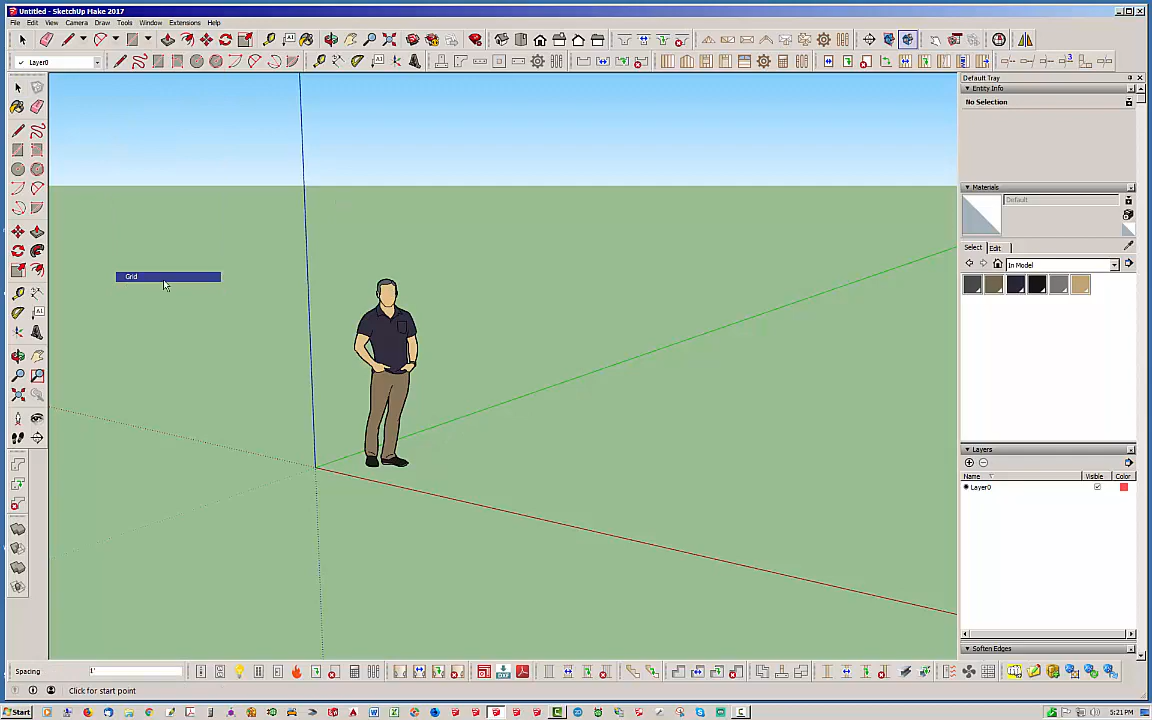 Untitled - SketchUp Make 2017
File Edit View Camera Draw Tools Window Extensions Help
Layer0
Default Tray
Entity Info
No Selection
Materials
Default
Select Edit
In Model
Grid
Layers
Name Visible Color
Layer0
Soften Edges
Spacing 1'
Click for start point
Start 5:21 PM